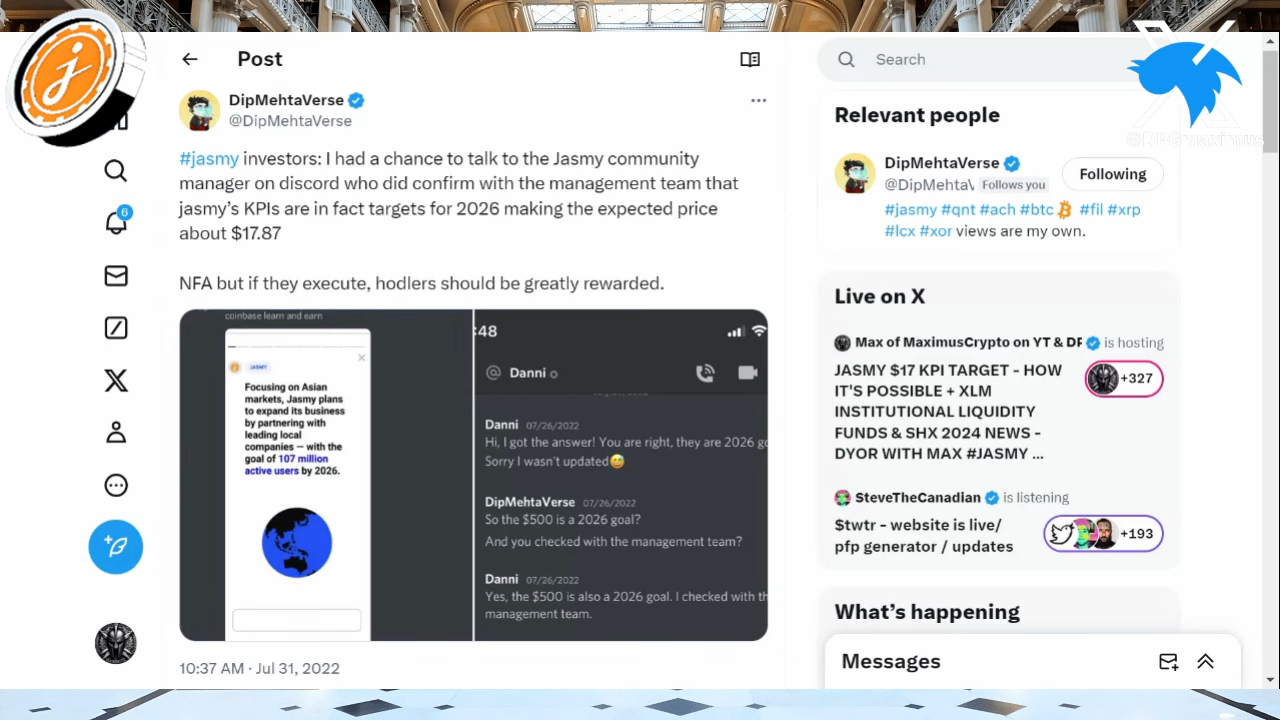 Post
DipMehtaVerse
@DipMehtaVerse
#jasmy investors: I had a chance to talk to the Jasmy community
manager on discord who did confirm with the management team that
jasmy's KPIs are in fact targets for 2026 making the expected price
about $17.87
NFA but if they execute, hodlers should be greatly rewarded.
coinbase learn and earn
JASMY
Focusing on Asian
markets, Jasmy plans
to expand its business
by partnering with
leading local
companies — with the
goal of 107 million
active users by 2026.
:48
@ Danni
Danni 07/26/2022
Hi, I got the answer! You are right, they are 2026 go
Sorry I wasn't updated😅
DipMehtaVerse 07/26/2022
So the $500 is a 2026 goal?
And you checked with the management team?
Danni 07/26/2022
Yes, the $500 is also a 2026 goal. I checked with th
management team.
10:37 AM · Jul 31, 2022
6
Search
@DPGmaximus
Relevant people
DipMehtaVerse
@DipMehtaV Follows you
Following
#jasmy #qnt #ach #btc #fil #xrp
#lcx #xor views are my own.
Live on X
Max of MaximusCrypto on YT & DF is hosting
JASMY $17 KPI TARGET - HOW
IT'S POSSIBLE + XLM
INSTITUTIONAL LIQUIDITY
FUNDS & SHX 2024 NEWS -
DYOR WITH MAX #JASMY ...
+327
SteveTheCanadian is listening
$twtr - website is live/
pfp generator / updates
+193
What's happening
Messages